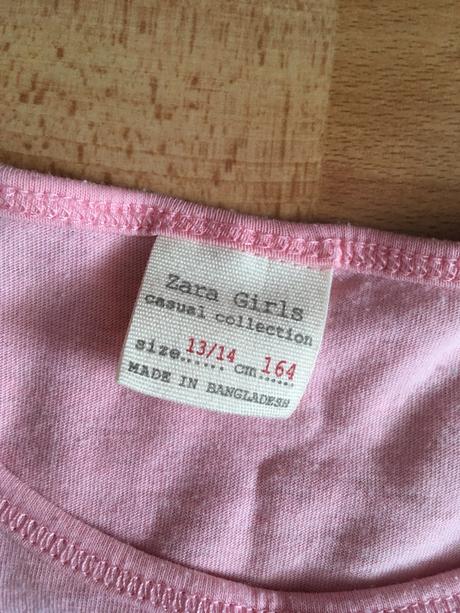 Zara Girls
casual collection
size 13/14 cm 164
MADE IN BANGLADESH